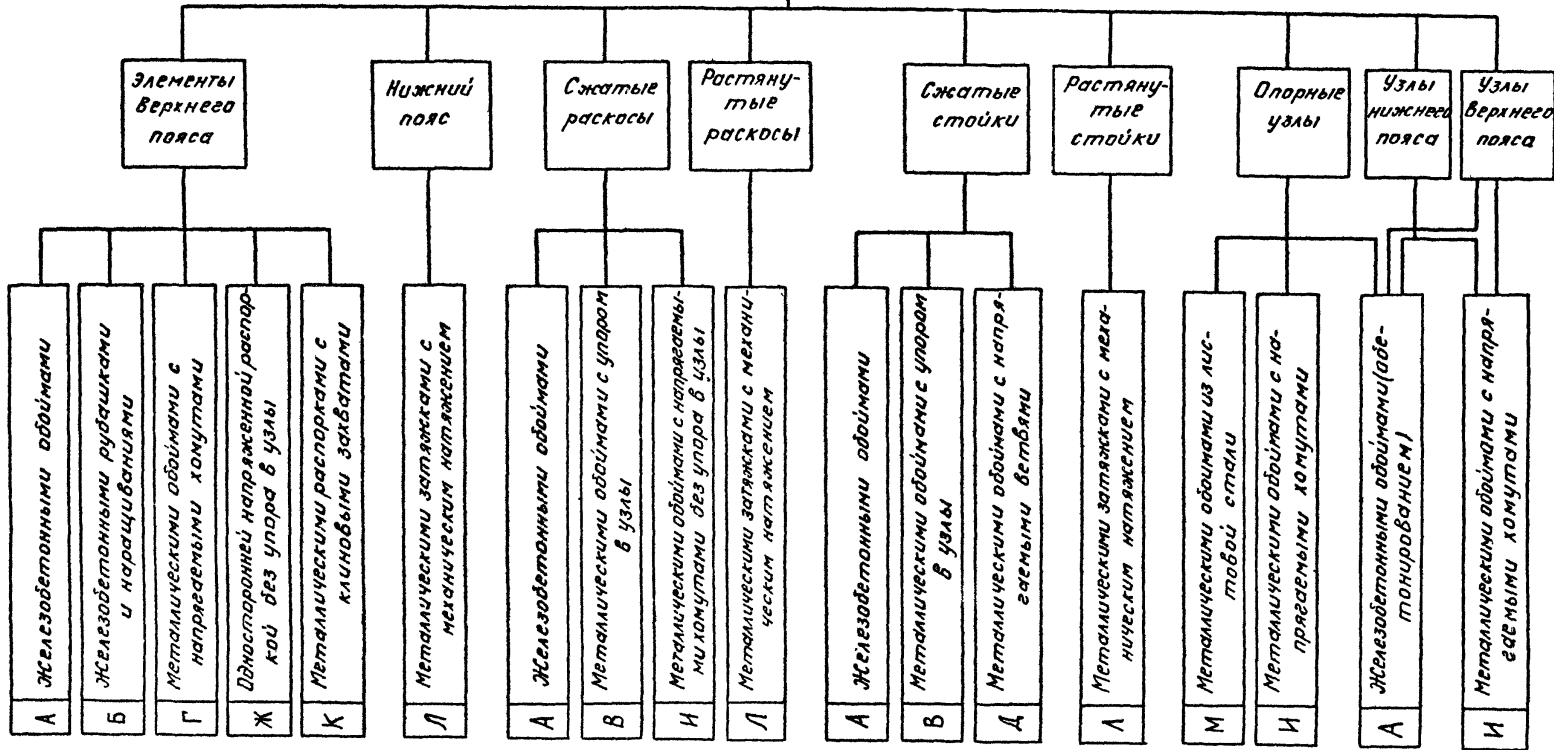 Элементы
верхнего
пояса
Нижний
пояс
Сжатые
раскосы
Растяну-
тые
раскосы
Сжатые
стойки
Растяну-
тые
стойки
Опорные
узлы
Узлы
нижнего
пояса
Узлы
верхнего
пояса
А
Железобетонными обоймами
Б
Железобетонными рубашками
и наращиваниями
Г
Металлическими обоймами с
напрягаемыми хомутами
Ж
Односторонней напряженной распор-
кой без упора в узлы
К
Металлическими распорками с
клиновыми захватами
Л
Металлическими затяжками с
механическим натяжением
А
Железобетонными обоймами
В
Металлическими обоймами с упором
в узлы
И
Металлическими обоймами с напрягаемы-
ми хомутами без упора в узлы
Л
Металлическими затяжками с механи-
ческим натяжением
А
Железобетонными обоймами
В
Металлическими обоймами с упором
в узлы
Д
Металлическими обоймами с напря-
гаемыми ветвями
Л
Металлическими затяжками с меха-
ническим натяжением
М
Металлическими обоймами из лис-
товой стали
И
Металлическими обоймами с на-
прягаемыми хомутами
А
Железобетонными обоймами (обе-
тонированием)
И
Металлическими обоймами с напря-
гаемыми хомутами